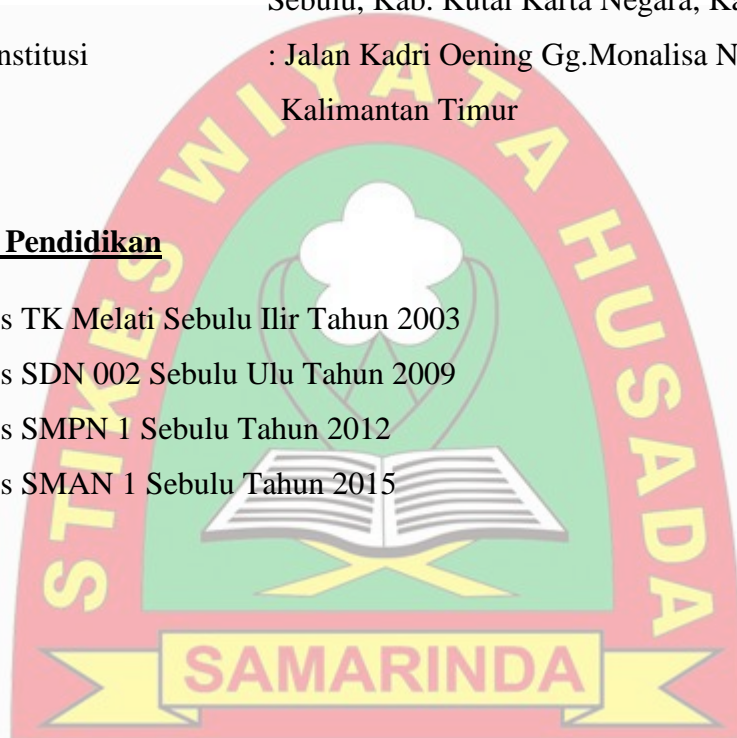 Sebulu, Kab. Kutai Karta Negara, Ka
nstitusi : Jalan Kadri Oening Gg.Monalisa N
Kalimantan Timur
Pendidikan
s TK Melati Sebulu Ilir Tahun 2003
s SDN 002 Sebulu Ulu Tahun 2009
s SMPN 1 Sebulu Tahun 2012
s SMAN 1 Sebulu Tahun 2015
STIKES WIYATA HUSADA
SAMARINDA